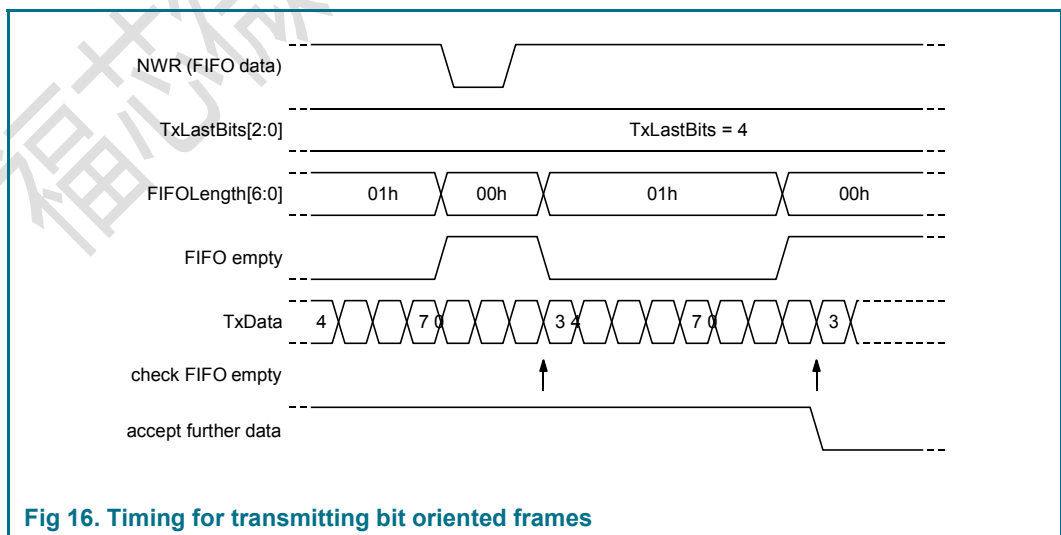 NWR (FIFO data)
TxLastBits[2:0] TxLastBits = 4
FIFOLength[6:0] 01h 00h 01h 00h
FIFO empty
TxData 4 7 0 3 4 7 0 3
check FIFO empty
accept further data
Fig 16. Timing for transmitting bit oriented frames
福芯